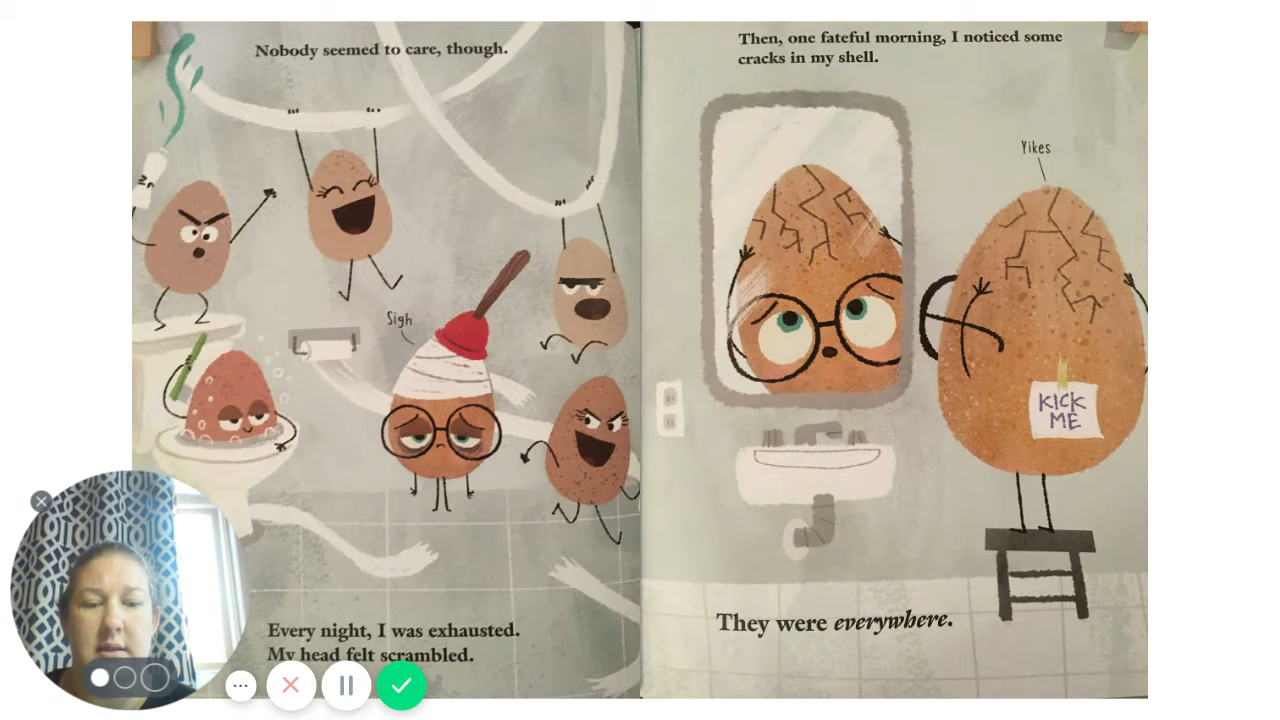 Nobody seemed to care, though.
Sigh
Every night, I was exhausted.
My head felt scrambled.
Then, one fateful morning, I noticed some
cracks in my shell.
Yikes
KICK
ME
They were everywhere.